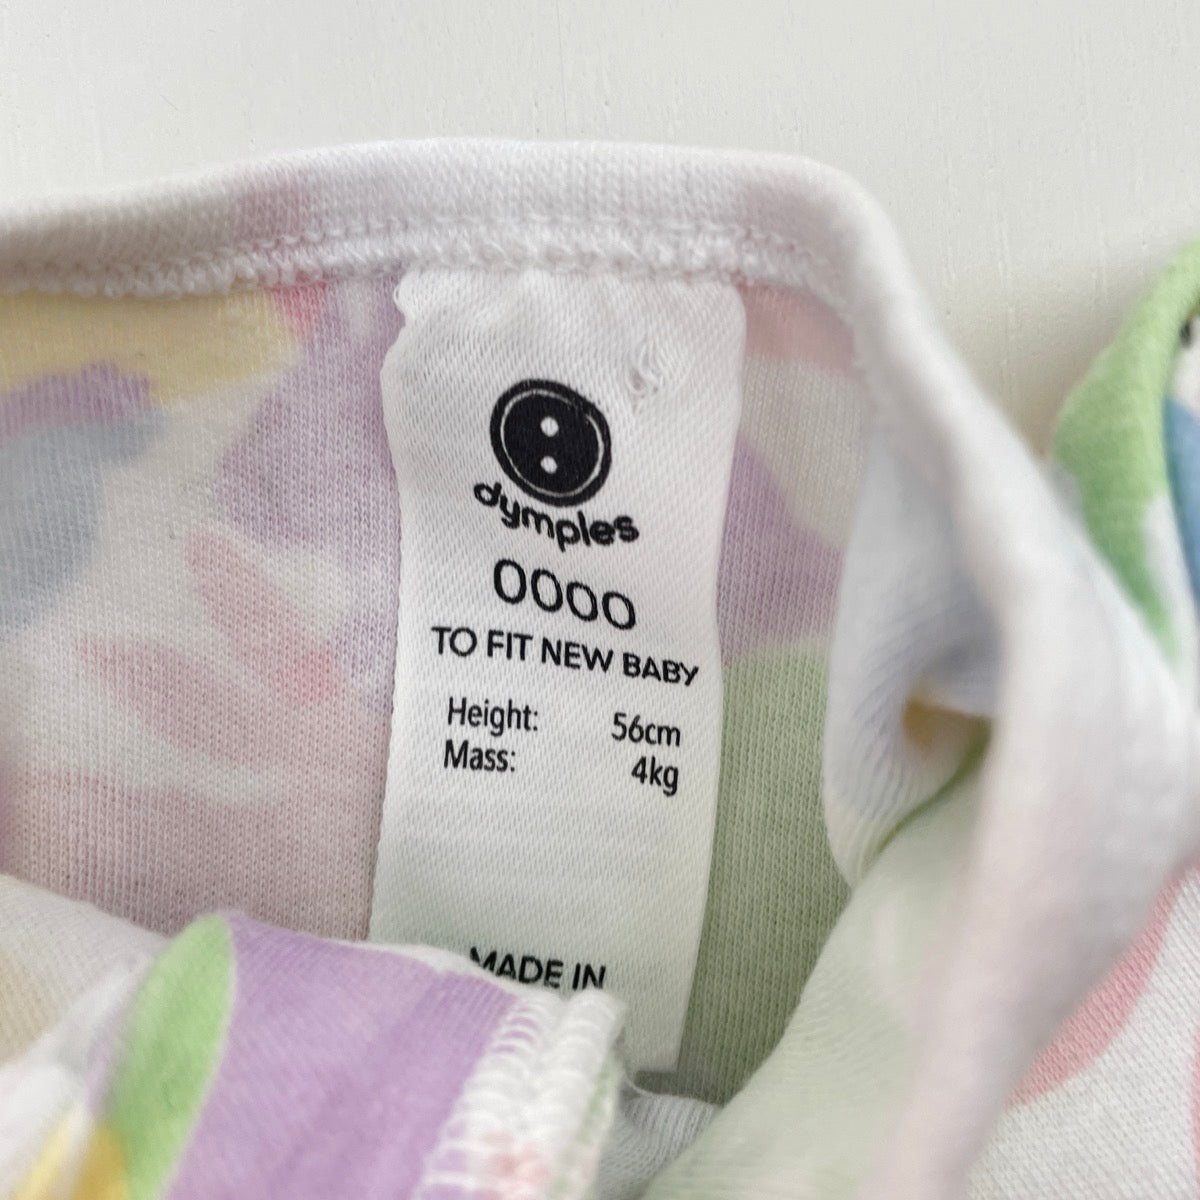 dymples
0000
TO FIT NEW BABY
Height: 56cm
Mass: 4kg
MADE IN